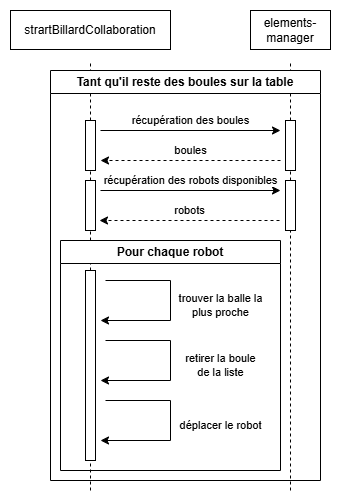 strartBillardCollaboration
elements-
manager
Tant qu'il reste des boules sur la table
récupération des boules
boules
récupération des robots disponibles
robots
Pour chaque robot
trouver la balle la
plus proche
retirer la boule
de la liste
déplacer le robot